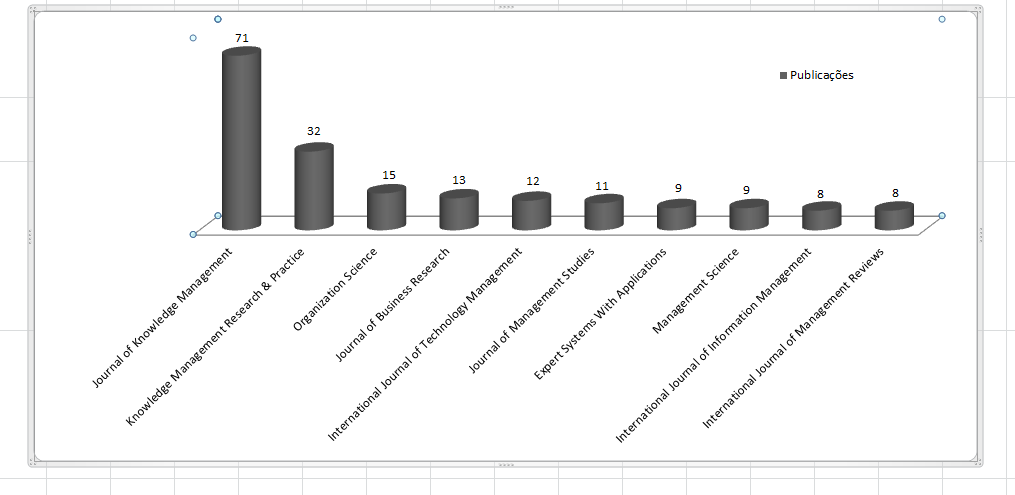 71
32
15
13
12
11
9
9
8
8
Publicações
Journal of Knowledge Management
Knowledge Management Research & Practice
Organization Science
Journal of Business Research
International Journal of Technology Management
Journal of Management Studies
Expert Systems With Applications
Management Science
International Journal of Information Management
International Journal of Management Reviews